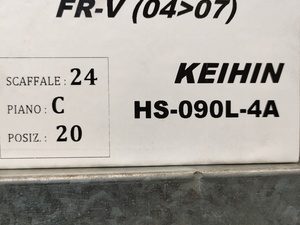 FR-V (04>07)
SCAFFALE : 24
PIANO : C
POSIZ. : 20
KEIHIN
HS-090L-4A